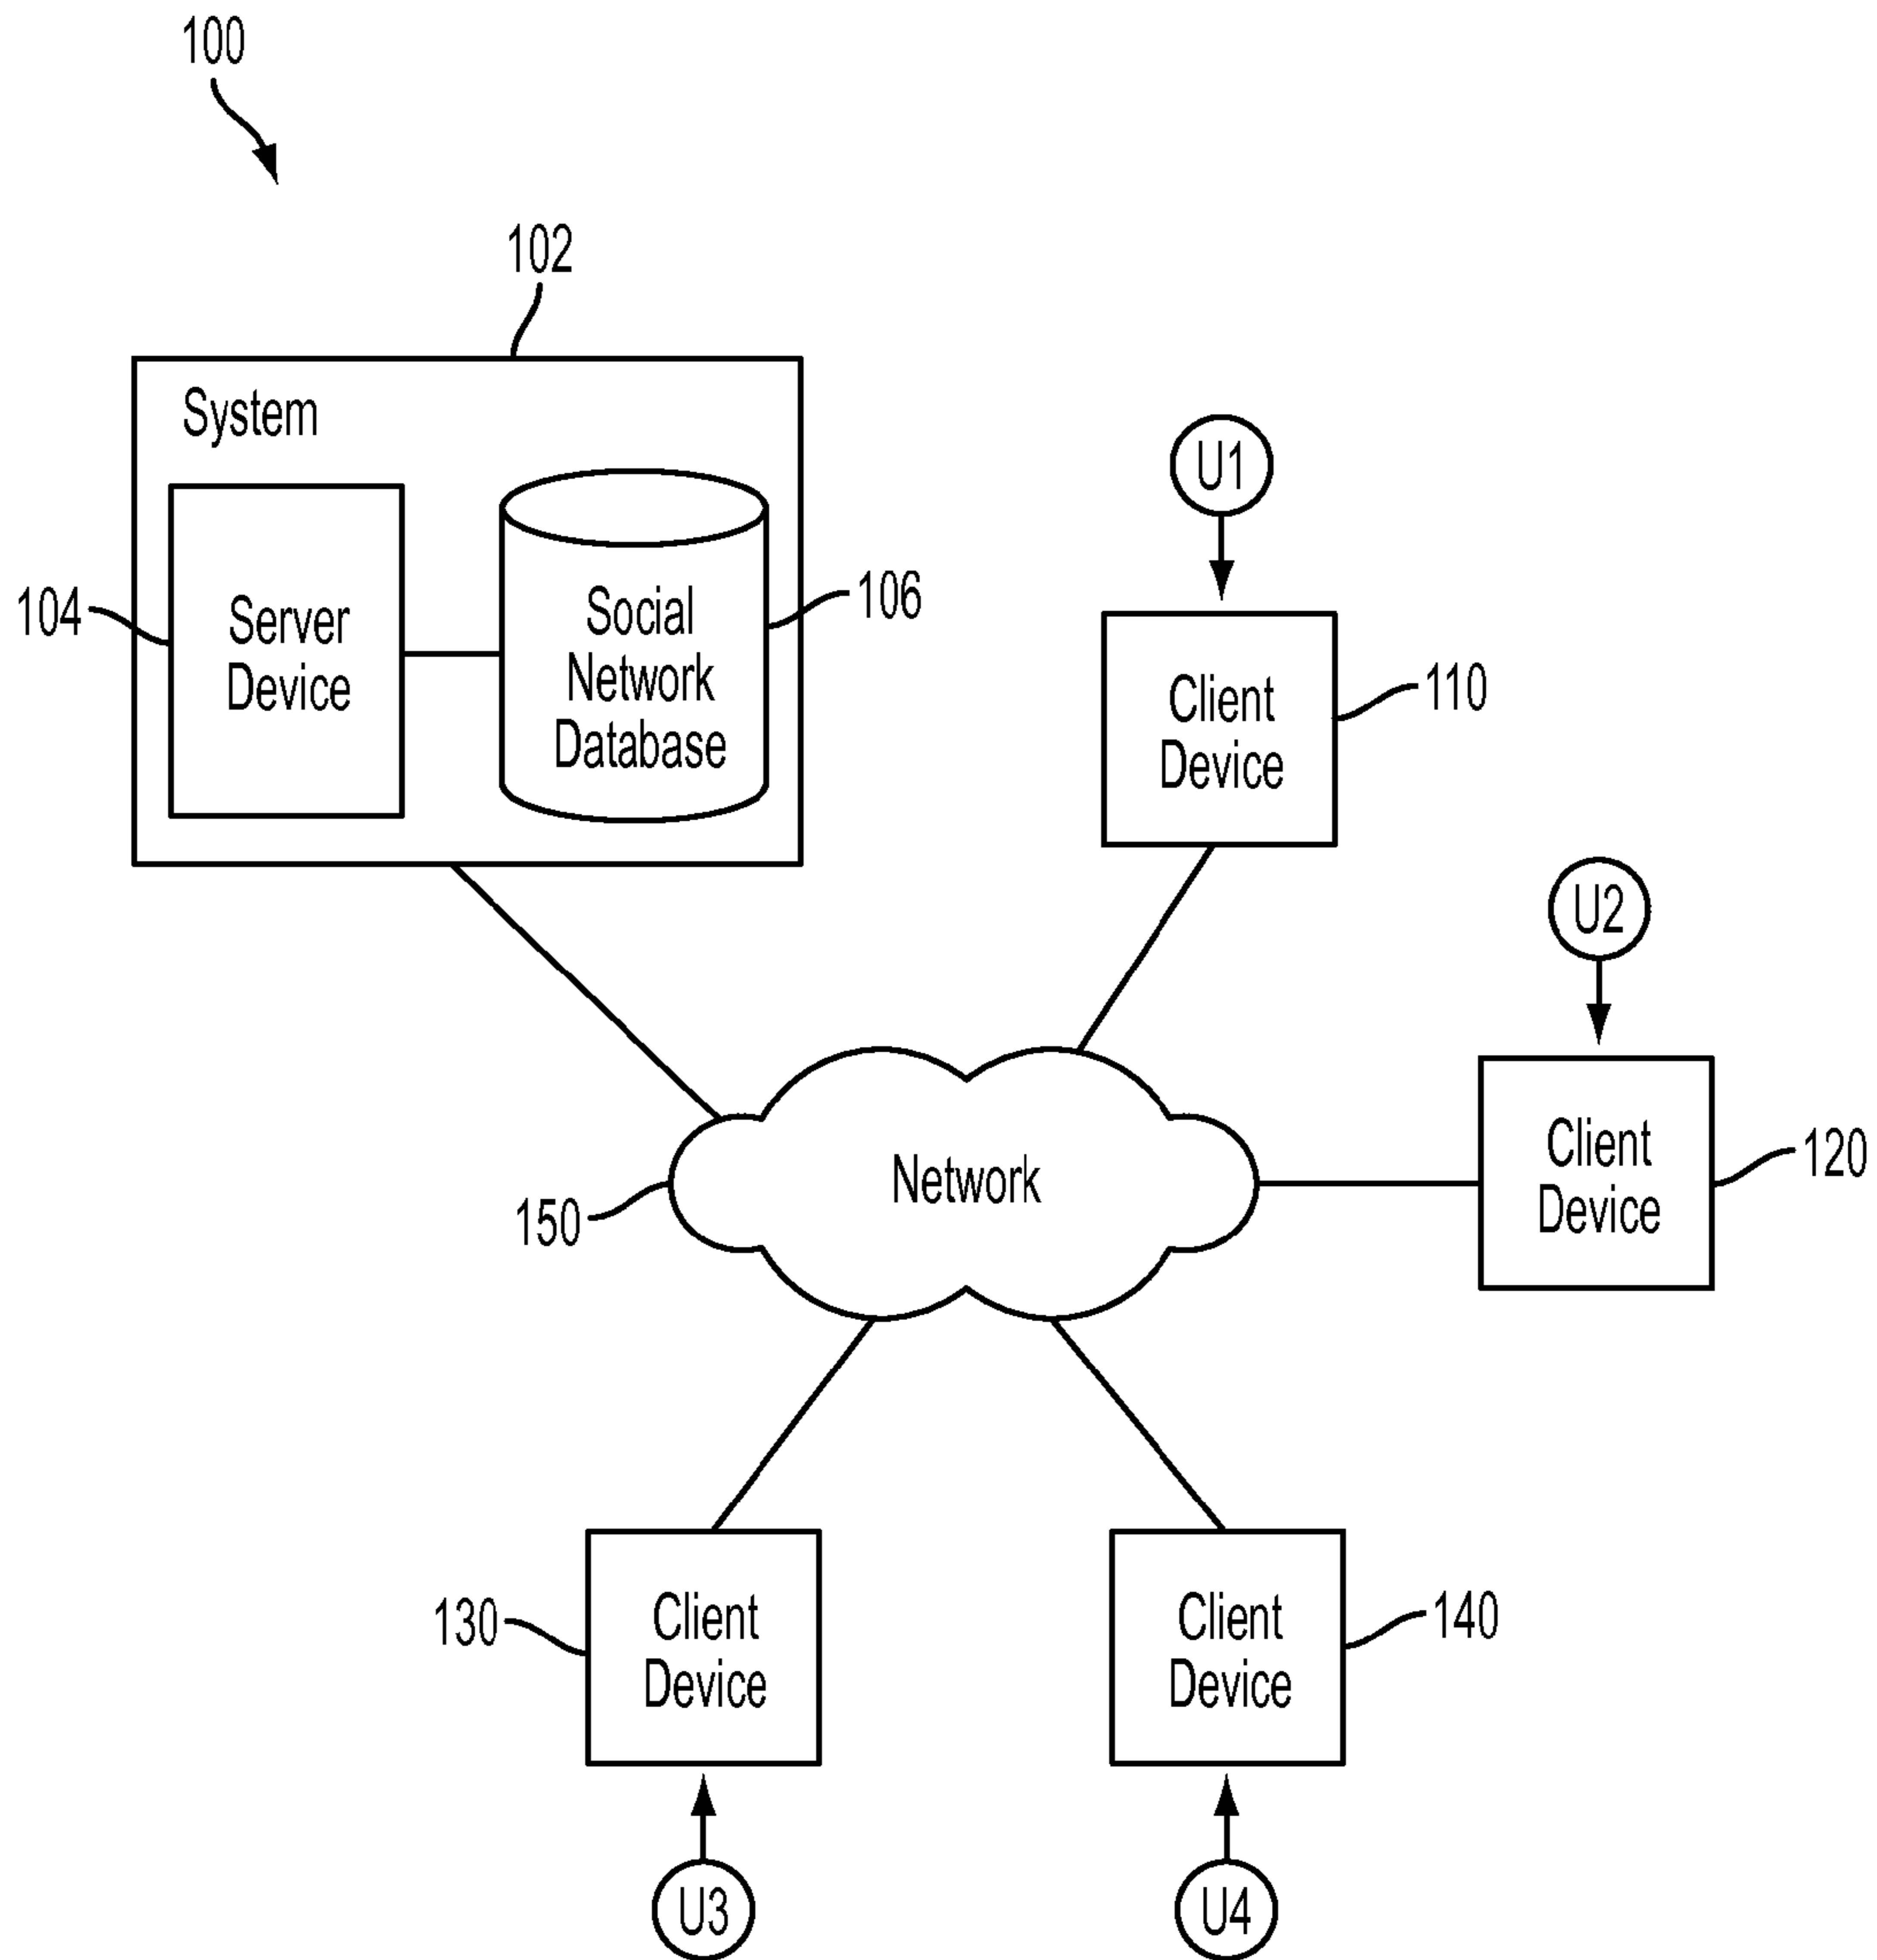 100
102
System
104
Server
Device
Social
Network
Database
106
U1
Client
Device
110
U2
Client
Device
120
Network
150
130
Client
Device
Client
Device
140
U3
U4